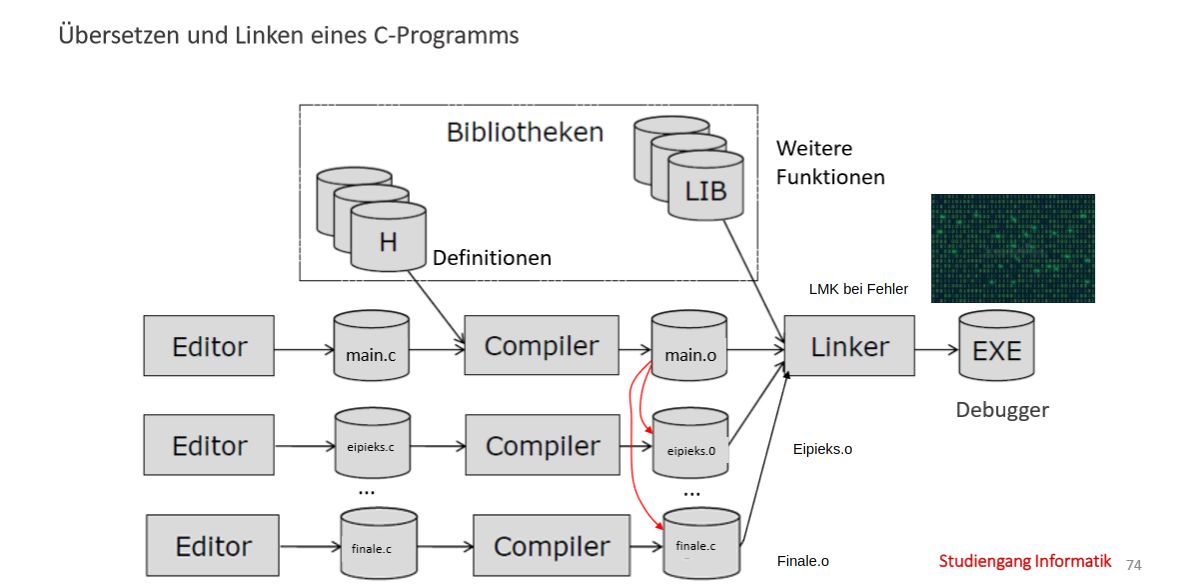 Übersetzen und Linken eines C-Programms
Bibliotheken
LIB
Weitere
Funktionen
H
Definitionen
LMK bei Fehler
Editor
main.c
Compiler
main.o
Linker
EXE
Debugger
Editor
eipieks.c
Compiler
eipieks.0
Eipieks.o
...
...
Editor
finale.c
Compiler
finale.c
Finale.o
Studiengang Informatik
74